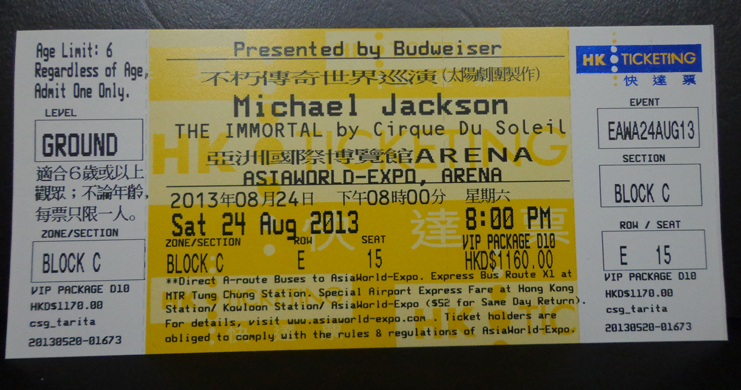 Age Limit: 6
Regardless of Age,
Admit One Only.
LEVEL
GROUND
適合6歲或以上
觀眾；不論年齡，
每票只限一人。
ZONE/SECTION
BLOCK C
VIP PACKAGE D10
HKD$1170.00
csg_tarita
20130520-01673
Presented by Budweiser
不朽傳奇世界巡演(太陽劇團製作)
Michael Jackson
THE IMMORTAL by Cirque Du Soleil
亞洲國際博覽館ARENA
ASIAWORLD-EXPO, ARENA
2013年08月24日 下午08時00分 星期六
Sat 24 Aug 2013 8:00 PM
ZONE/SECTION ROW SEAT VIP PACKAGE D10
BLOCK C E 15 HKD$1160.00
**Direct A-route Buses to AsiaWorld-Expo. Express Bus Route X1 at
MTR Tung Chung Station. Special Airport Express Fare at Hong Kong
Station/ Kowloon Station/ AsiaWorld-Expo ($52 for Same Day Return).
For details, visit www.asiaworld-expo.com . Ticket holders are
obliged to comply with the rules & regulations of AsiaWorld-Expo.
HK TICKETING
快達票
HK TICKETING
快達票
EVENT
EAWA24AUG13
SECTION
BLOCK C
ROW / SEAT
E 15
VIP PACKAGE D10
HKD$1170.00
csg_tarita
20130520-01673